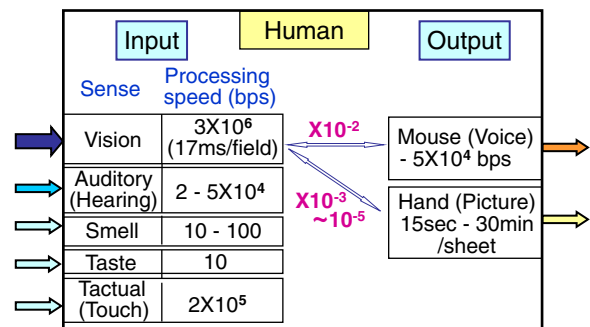 Input
Human
Output
Sense
Processing
speed (bps)
Vision
3X10⁶
(17ms/field)
X10⁻²
Mouse (Voice)
- 5X10⁴ bps
Auditory
(Hearing)
2 - 5X10⁴
X10⁻³
~10⁻⁵
Hand (Picture)
15sec - 30min
/sheet
Smell
10 - 100
Taste
10
Tactual
(Touch)
2X10⁵